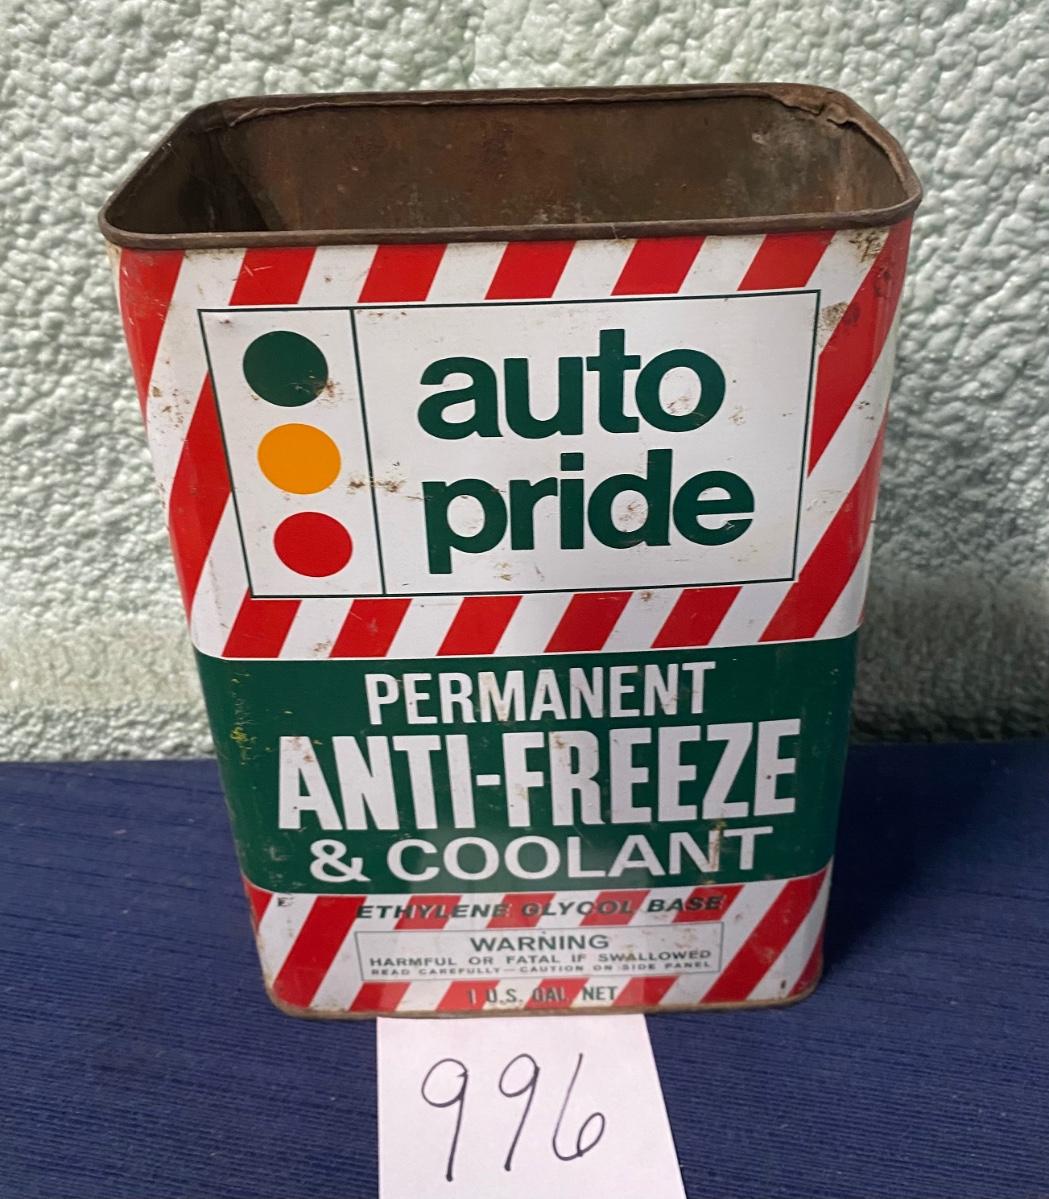 auto
pride
PERMANENT
ANTI-FREEZE
& COOLANT
ETHYLENE GLYCOL BASE
WARNING
HARMFUL OR FATAL IF SWALLOWED
READ CAREFULLY—CAUTION ON SIDE PANEL
1 U.S. GAL. NET
996